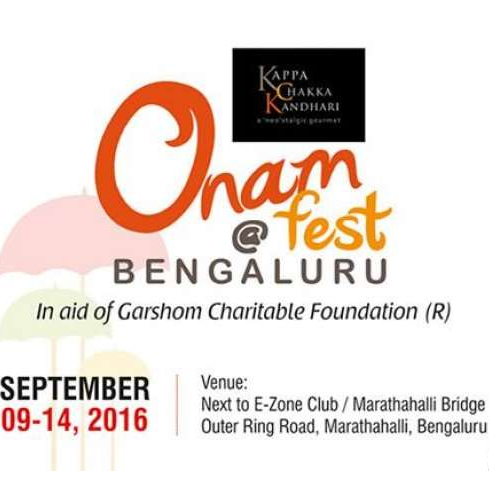 KAPPA
CHAKKA
KANDHARI
a 'neo'stalgic gourmet
Onam
@ fest
BENGALURU
In aid of Garshom Charitable Foundation (R)
SEPTEMBER
09-14, 2016
Venue:
Next to E-Zone Club / Marathahalli Bridge
Outer Ring Road, Marathahalli, Bengaluru